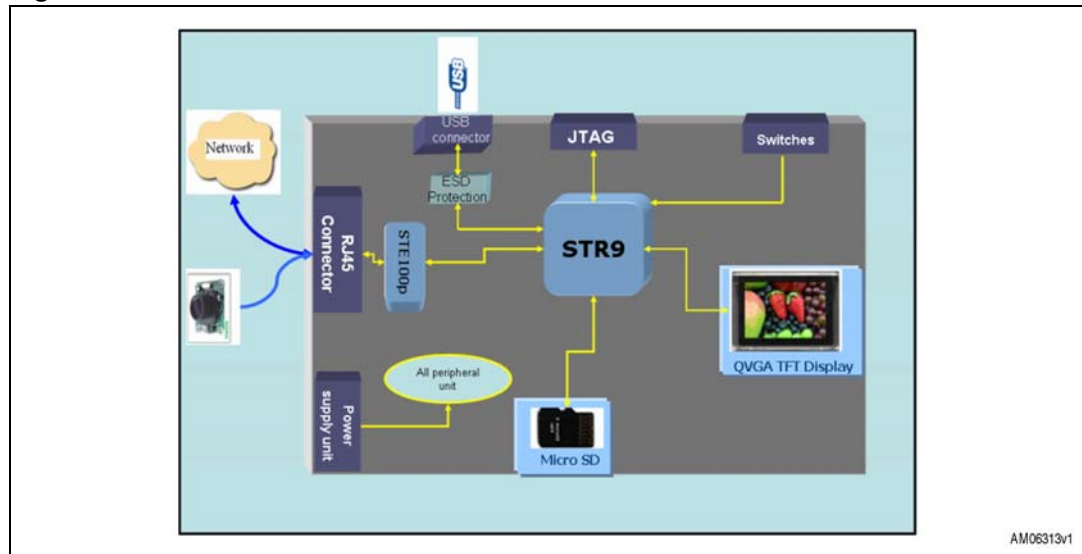 USB
USB
connector
JTAG
Switches
Network
ESD
Protection
RJ45
Connector
STE100p
STR9
QVGA TFT Display
All peripheral
unit
Power
supply unit
Micro SD
AM06313v1